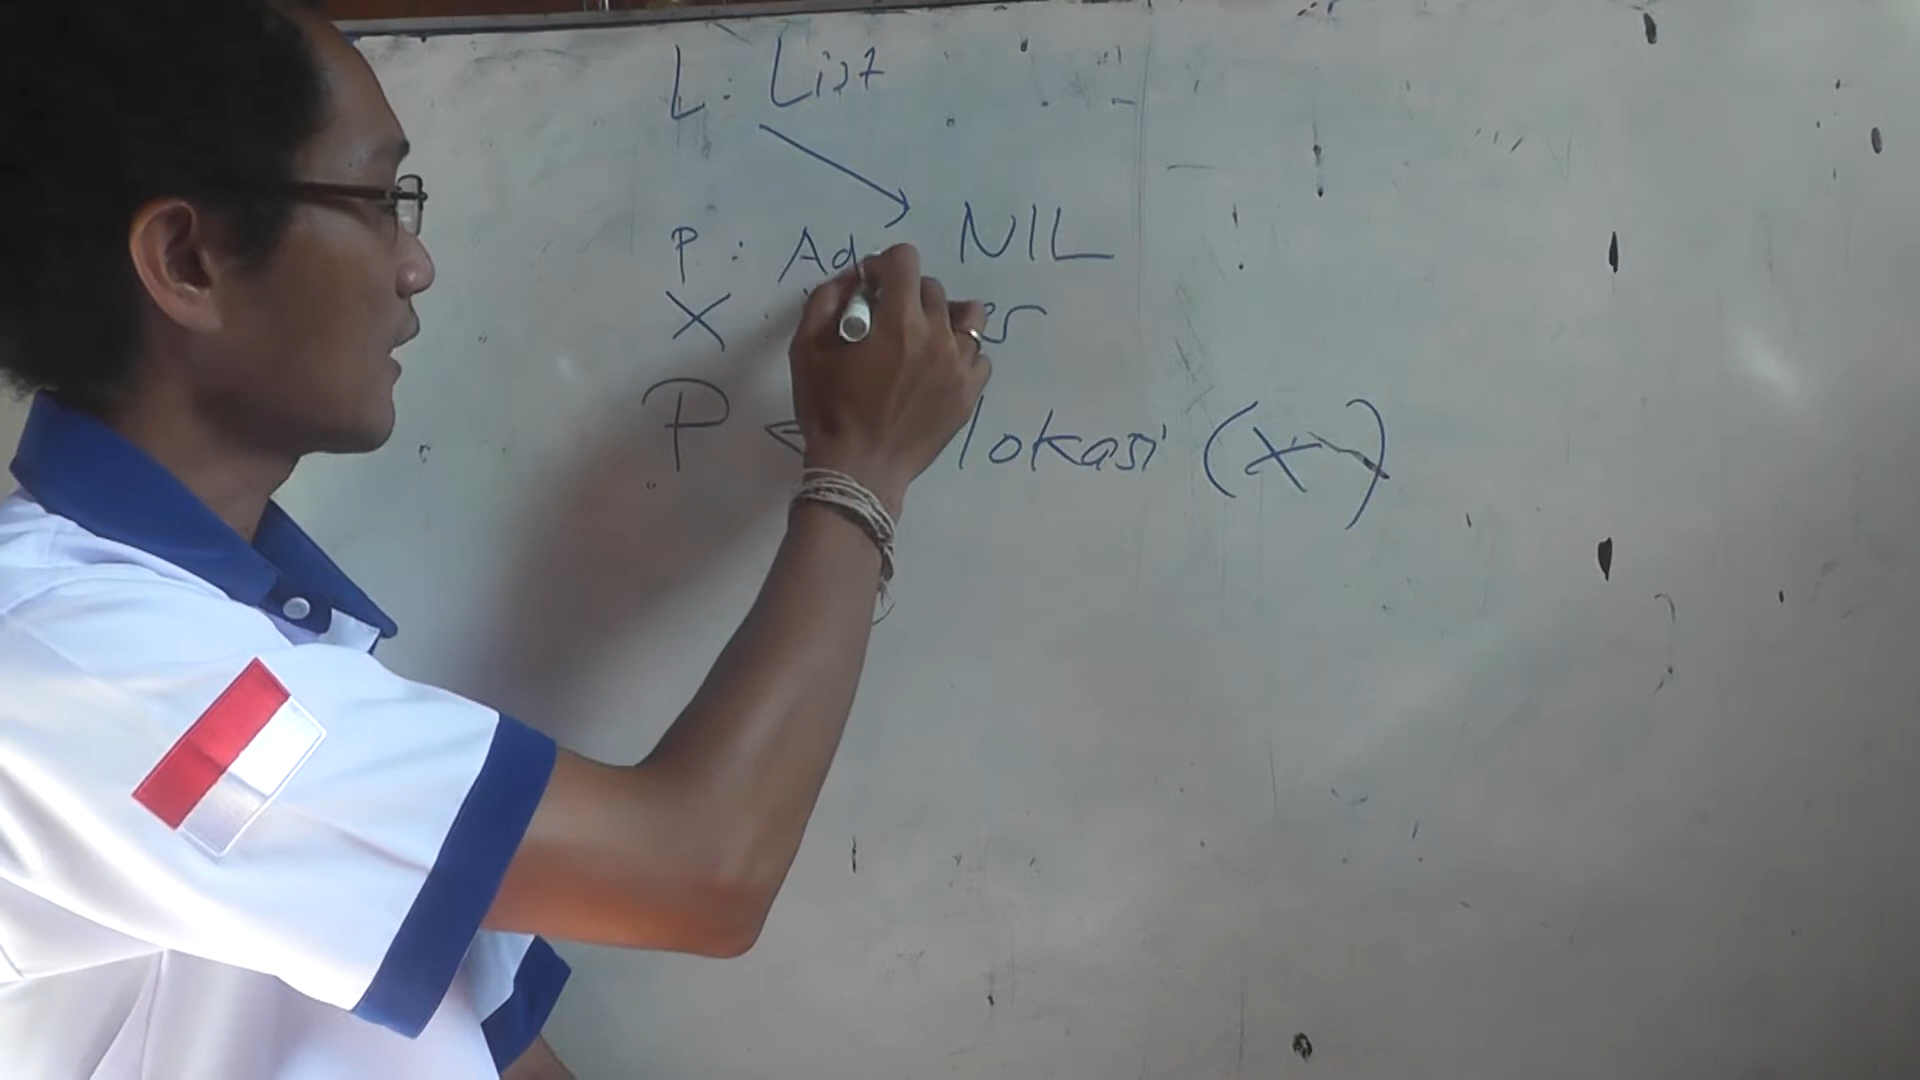 L : List
NIL
P : Ad
X :
P ← lokasi (x)